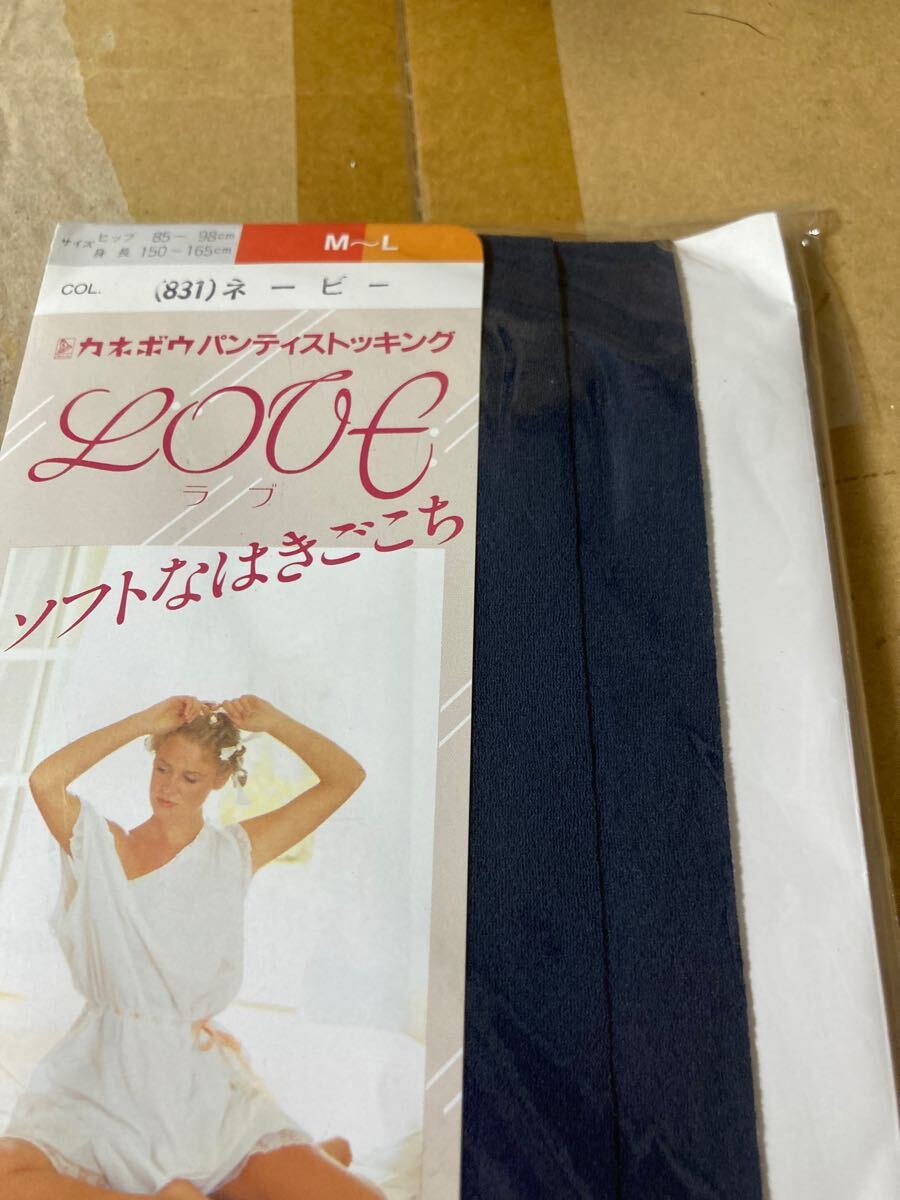 サイズ ヒップ 85－98cm
身長 150－165cm
M～L
COL. (831)ネービー
カネボウパンティストッキング
LOVE
ラブ
ソフトなはきごこち